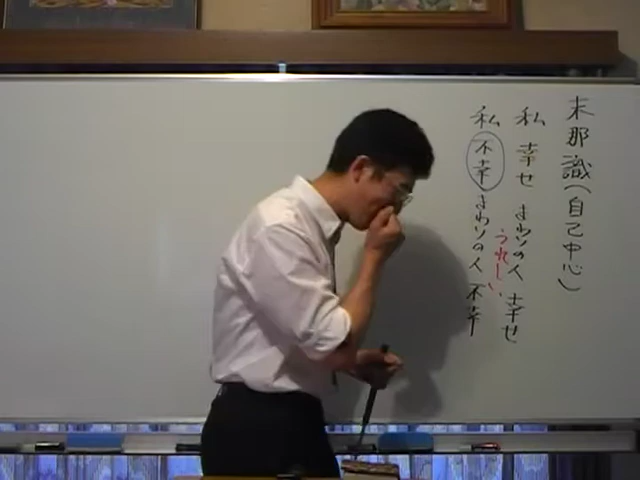 末那識(自己中心)
私 幸せ まわりの人 幸せ
うれしい
私 不幸 まわりの人 不幸